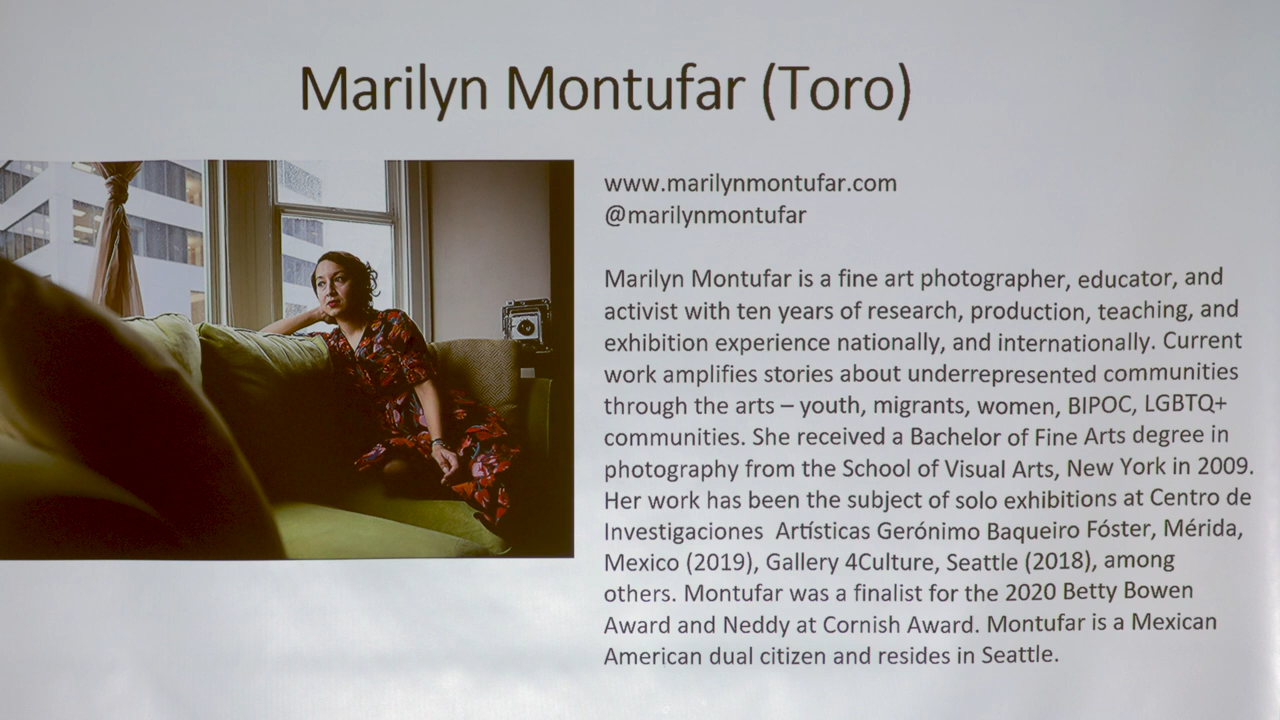 Marilyn Montufar (Toro)
www.marilynmontufar.com
@marilynmontufar
Marilyn Montufar is a fine art photographer, educator, and
activist with ten years of research, production, teaching, and
exhibition experience nationally, and internationally. Current
work amplifies stories about underrepresented communities
through the arts – youth, migrants, women, BIPOC, LGBTQ+
communities. She received a Bachelor of Fine Arts degree in
photography from the School of Visual Arts, New York in 2009.
Her work has been the subject of solo exhibitions at Centro de
Investigaciones  Artísticas Gerónimo Baqueiro Fóster, Mérida,
Mexico (2019), Gallery 4Culture, Seattle (2018), among
others. Montufar was a finalist for the 2020 Betty Bowen
Award and Neddy at Cornish Award. Montufar is a Mexican
American dual citizen and resides in Seattle.